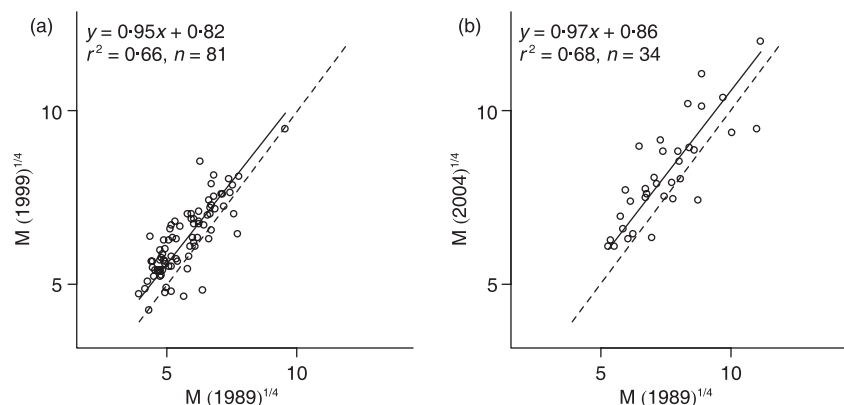 (a)
y = 0·95x + 0·82
r² = 0·66, n = 81
10
5
M (1999)^1/4
5
10
M (1989)^1/4
(b)
y = 0·97x + 0·86
r² = 0·68, n = 34
10
5
M (2004)^1/4
5
10
M (1989)^1/4